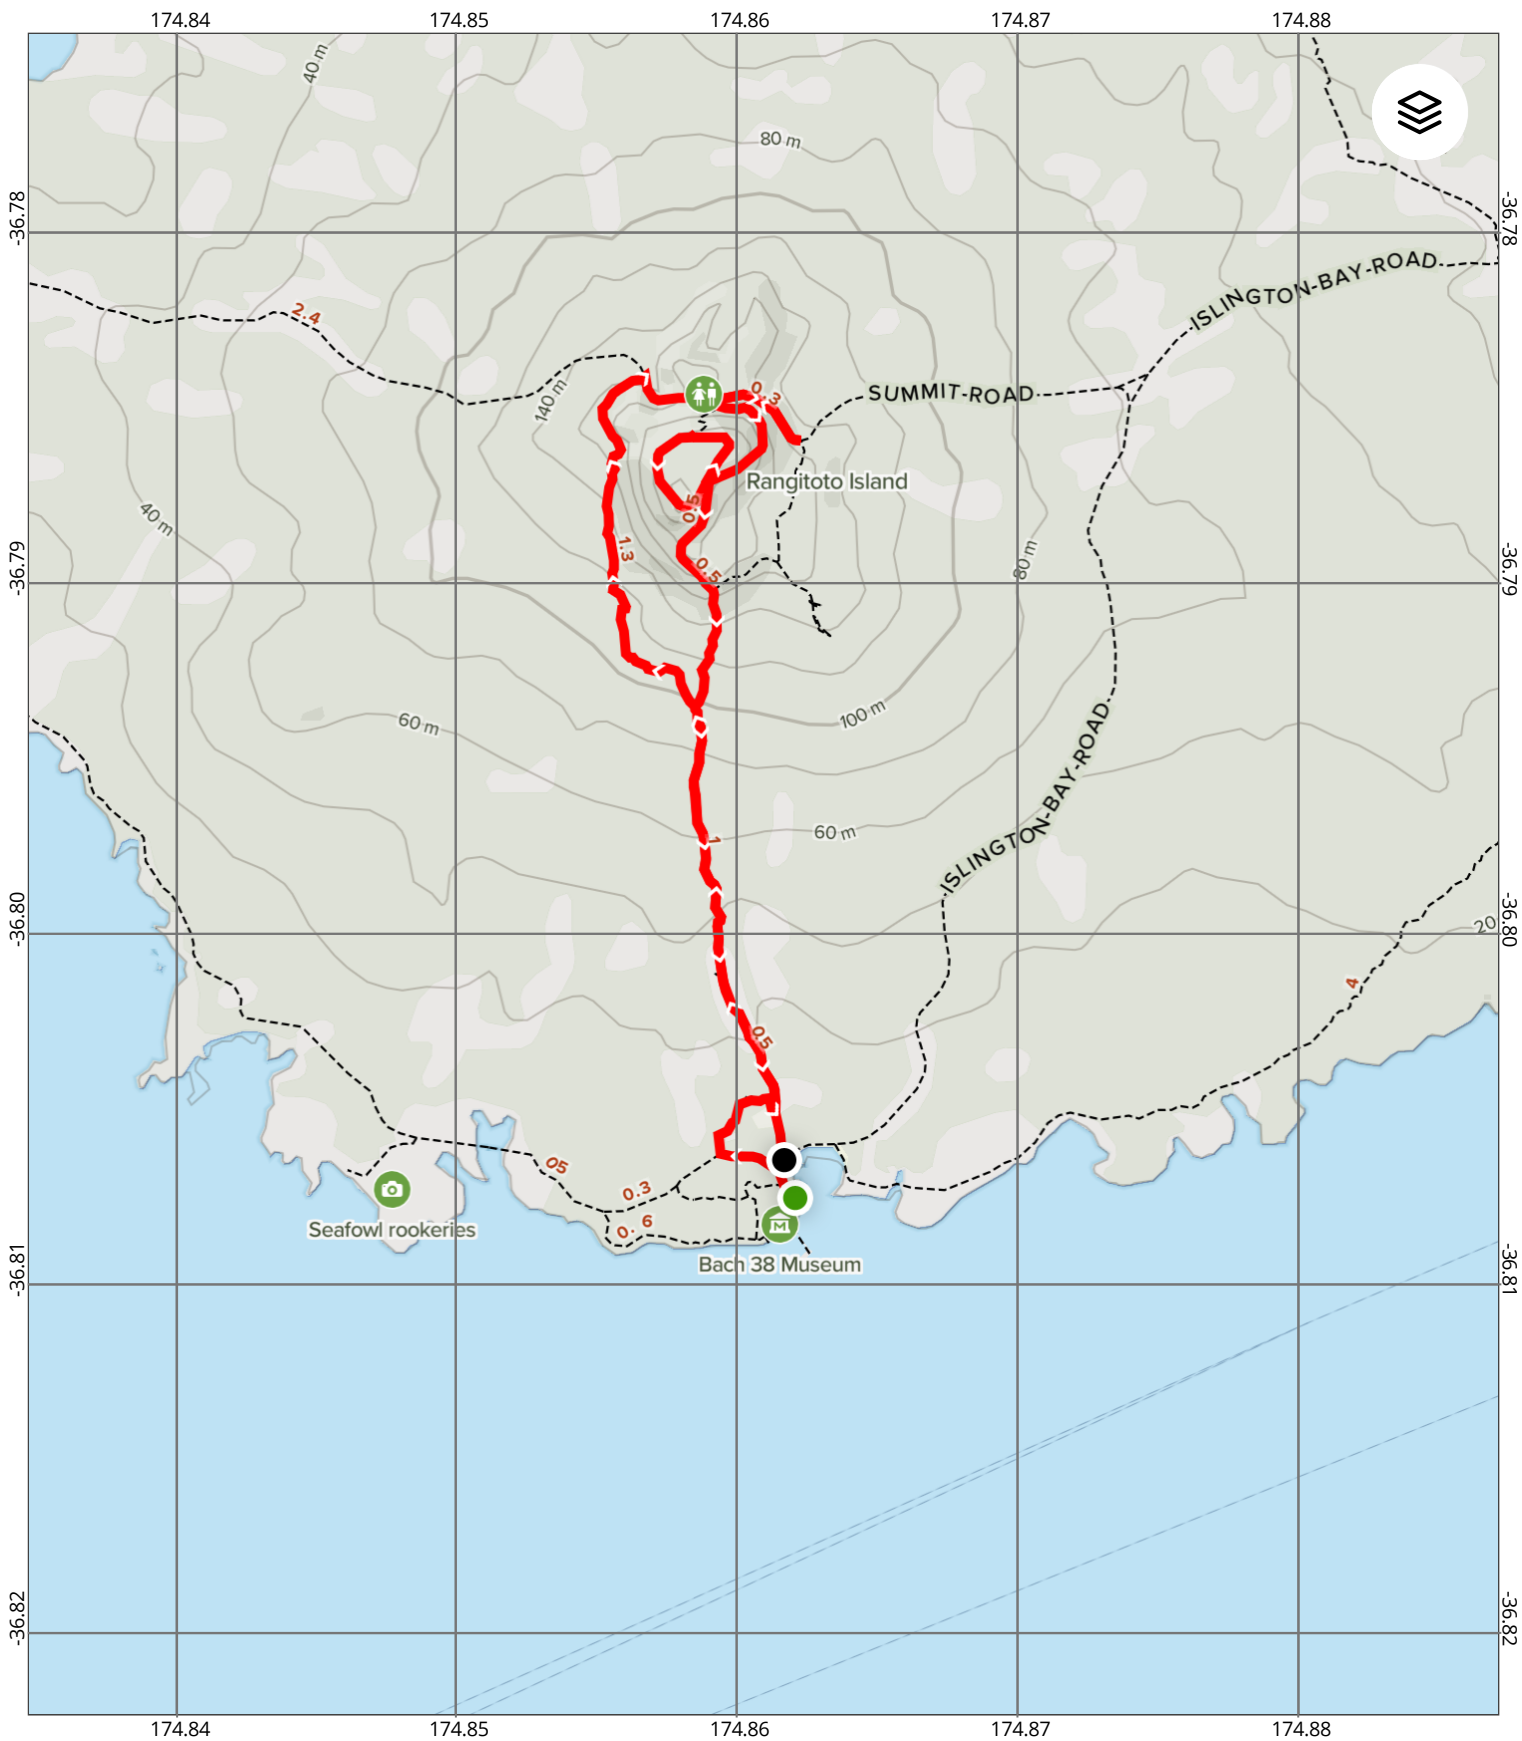 174.84
174.85
174.86
174.87
174.88
40 m
80 m
-36.78
-36.78
ISLINGTON-BAY-ROAD
2.4
140 m
0.3
SUMMIT-ROAD
Rangitoto Island
0.5
40 m
1.3
80 m
0.5
-36.79
-36.79
60 m
100 m
ISLINGTON-BAY-ROAD
60 m
1
-36.80
-36.80
20
4
0.5
05
0.3
Seafowl rookeries
0. 6
M
Bach 38 Museum
-36.81
-36.81
-36.82
-36.82
174.84
174.85
174.86
174.87
174.88